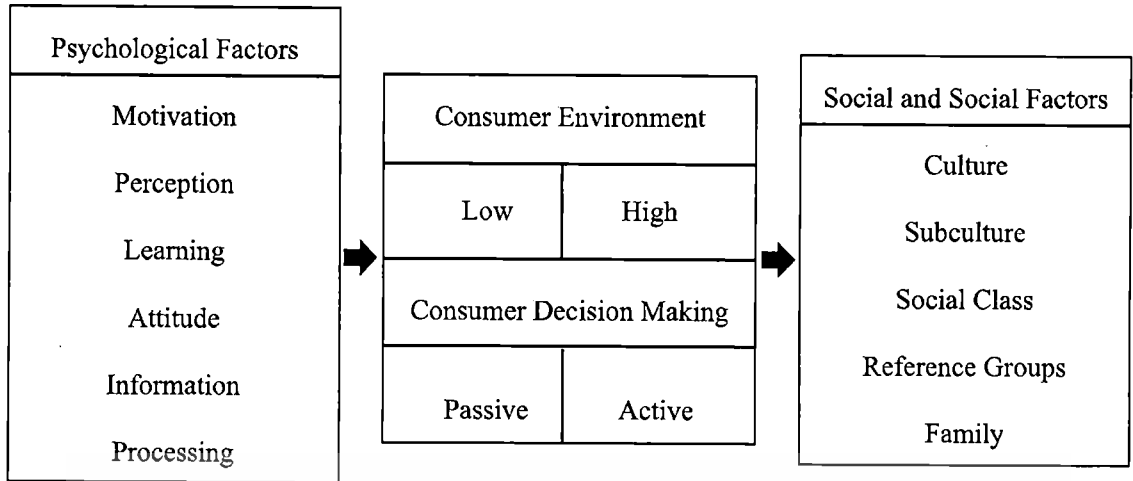 Psychological Factors
Motivation
Perception
Learning
Attitude
Information
Processing
Consumer Environment
Low High
Consumer Decision Making
Passive Active
Social and Social Factors
Culture
Subculture
Social Class
Reference Groups
Family